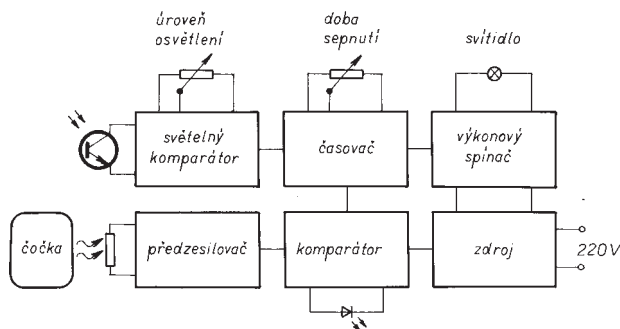 úroveň
osvětlení
doba
sepnutí
svítidlo
světelný
komparátor
časovač
výkonový
spínač
čočka
předzesilovač
komparátor
zdroj
220V